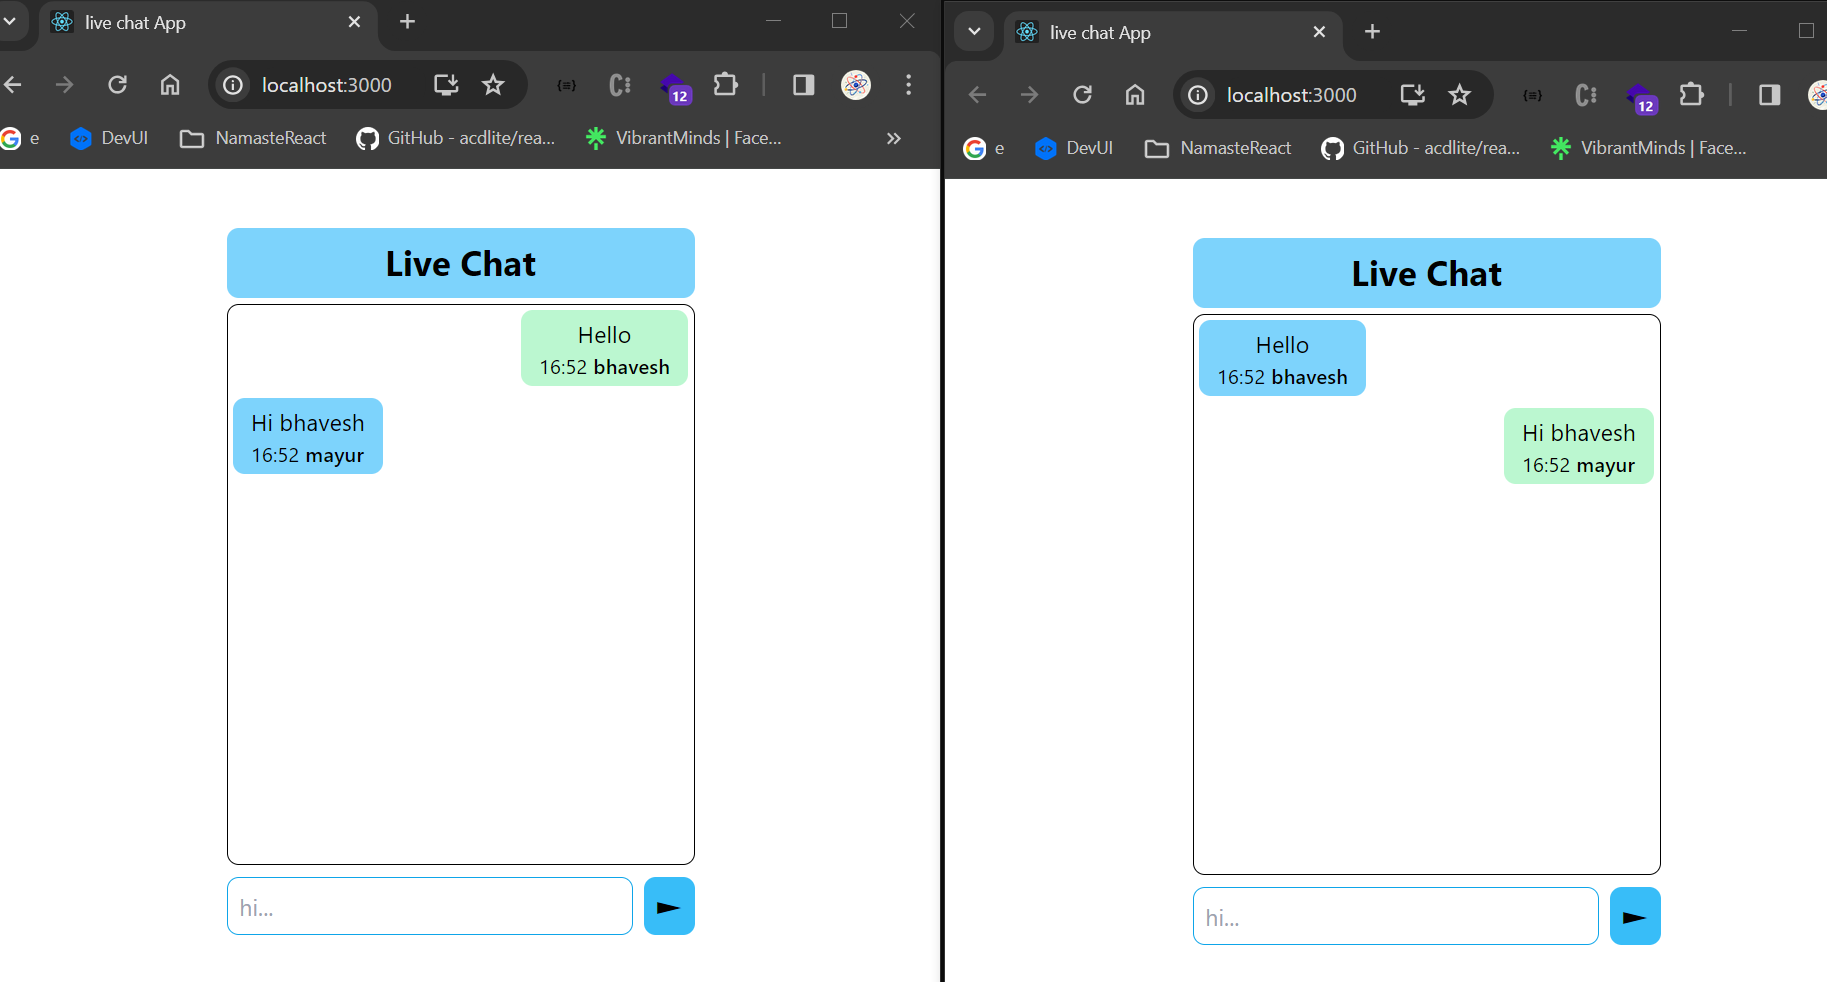 live chat App
localhost:3000
12
e DevUI NamasteReact GitHub - acdlite/rea... VibrantMinds | Face...
Live Chat
Hello
16:52 bhavesh
Hi bhavesh
16:52 mayur
hi...
live chat App
localhost:3000
12
e DevUI NamasteReact GitHub - acdlite/rea... VibrantMinds | Face...
Live Chat
Hello
16:52 bhavesh
Hi bhavesh
16:52 mayur
hi...